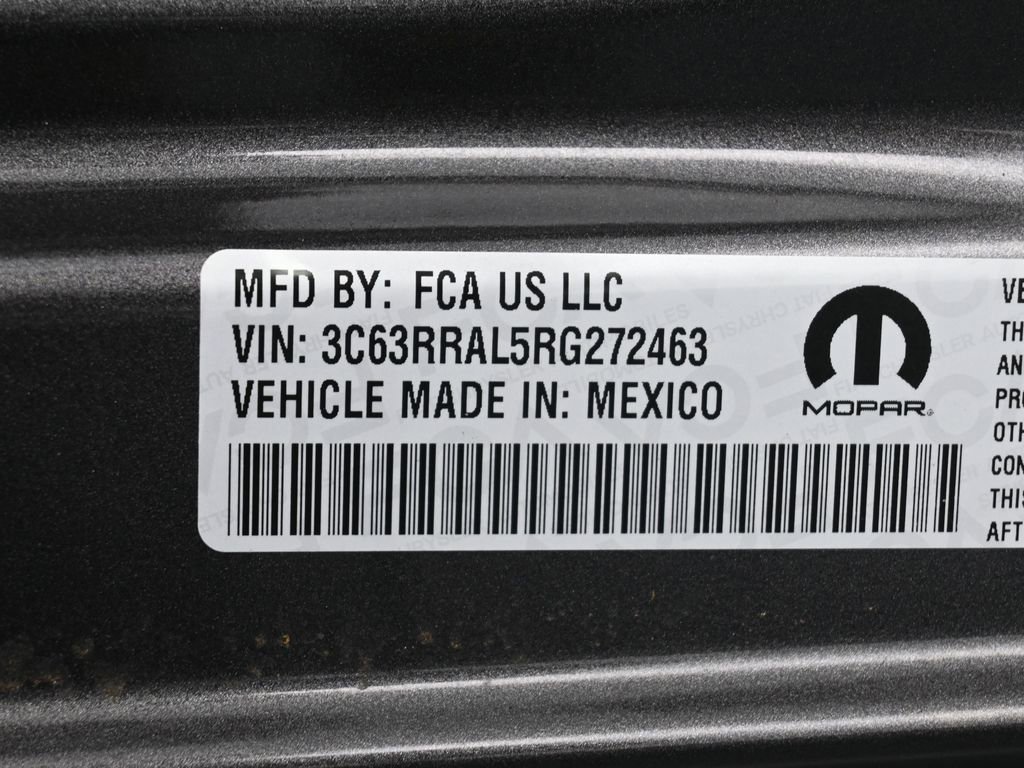 MFD BY: FCA US LLC
VIN: 3C63RRAL5RG272463
VEHICLE MADE IN: MEXICO
MOPAR
VE
TH
AN
PRO
OTH
CON
THIS
AFT